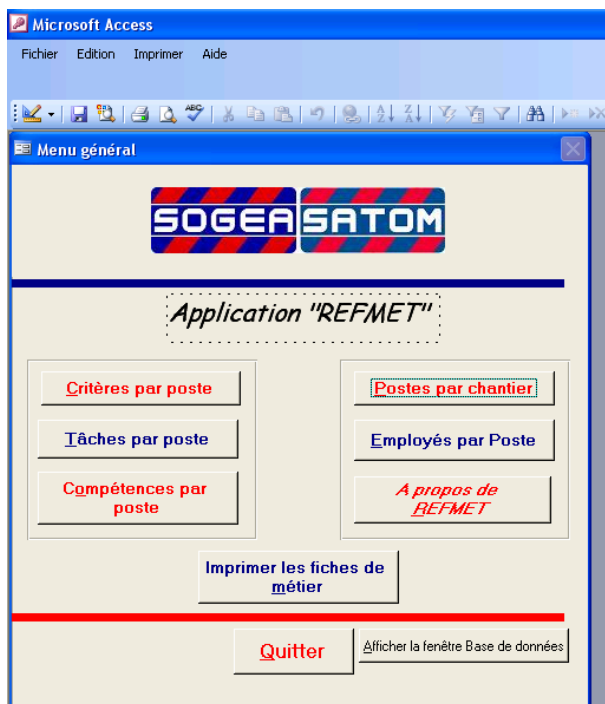 Microsoft Access
Fichier Edition Imprimer Aide
Menu général
SOGEA SATOM
Application "REFMET"
Critères par poste
Postes par chantier
Tâches par poste
Employés par Poste
Compétences par
poste
A propos de
REFMET
Imprimer les fiches de
métier
Quitter
Afficher la fenêtre Base de données